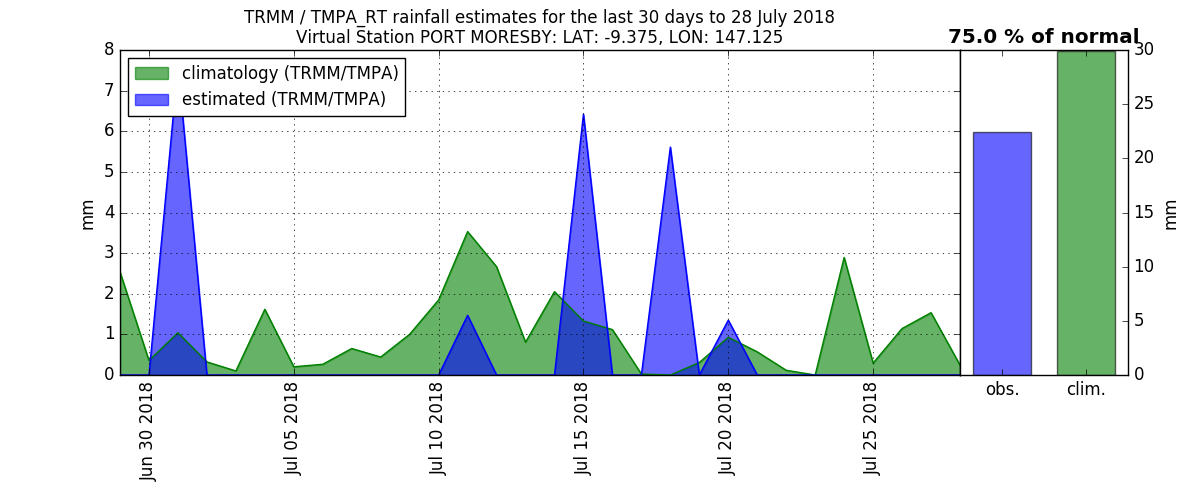 TRMM / TMPA_RT rainfall estimates for the last 30 days to 28 July 2018
Virtual Station PORT MORESBY: LAT: -9.375, LON: 147.125
75.0 % of normal
climatology (TRMM/TMPA)
estimated (TRMM/TMPA)
8
7
6
5
4
3
2
1
0
mm
Jun 30 2018
Jul 05 2018
Jul 10 2018
Jul 15 2018
Jul 20 2018
Jul 25 2018
obs.
clim.
30
25
20
15
10
5
0
mm